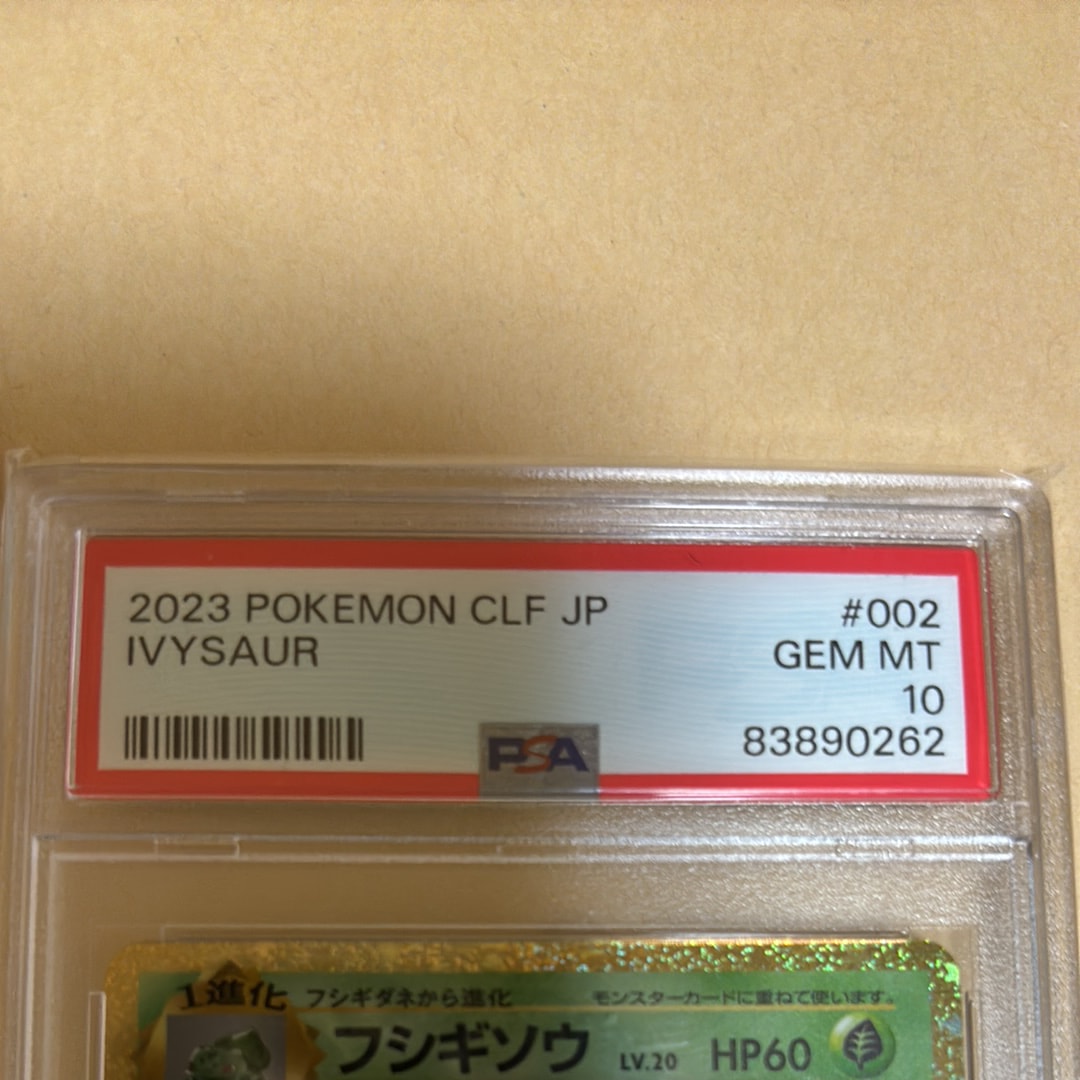 2023 POKEMON CLF JP #002
IVYSAUR GEM MT
10
83890262
PSA
1進化 フシギダネから進化 モンスターカードに重ねて使います。
フシギソウ LV.20 HP60